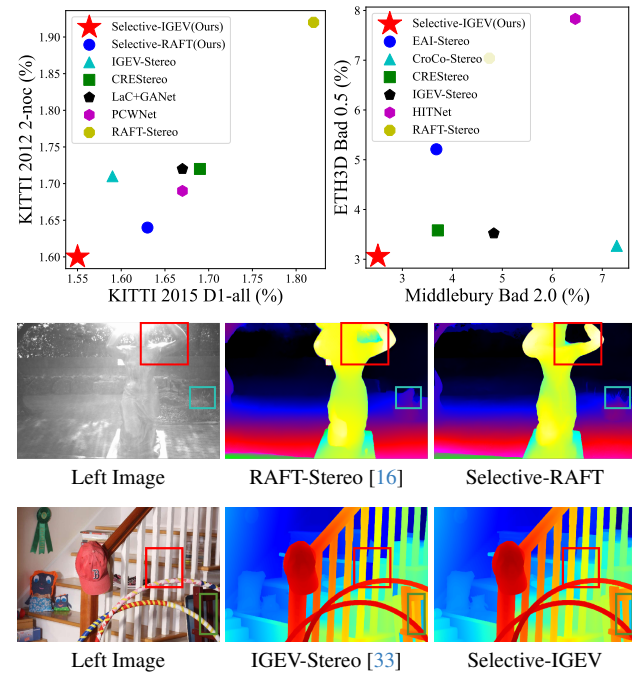 Selective-IGEV(Ours)
Selective-RAFT(Ours)
IGEV-Stereo
CREStereo
LaC+GANet
PCWNet
RAFT-Stereo
KITTI 2012 2-noc (%)
1.90
1.85
1.80
1.75
1.70
1.65
1.60
1.55
1.60
1.65
1.70
1.75
1.80
KITTI 2015 D1-all (%)
Selective-IGEV(Ours)
EAI-Stereo
CroCo-Stereo
CREStereo
IGEV-Stereo
HITNet
RAFT-Stereo
ETH3D Bad 0.5 (%)
8
7
6
5
4
3
3
4
5
6
7
Middlebury Bad 2.0 (%)
Left Image
RAFT-Stereo [16]
Selective-RAFT
Left Image
IGEV-Stereo [33]
Selective-IGEV